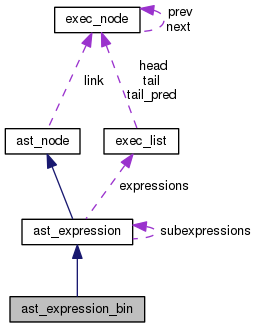 exec_node
prev
next
link
head
tail
tail_pred
ast_node
exec_list
expressions
ast_expression
subexpressions
ast_expression_bin